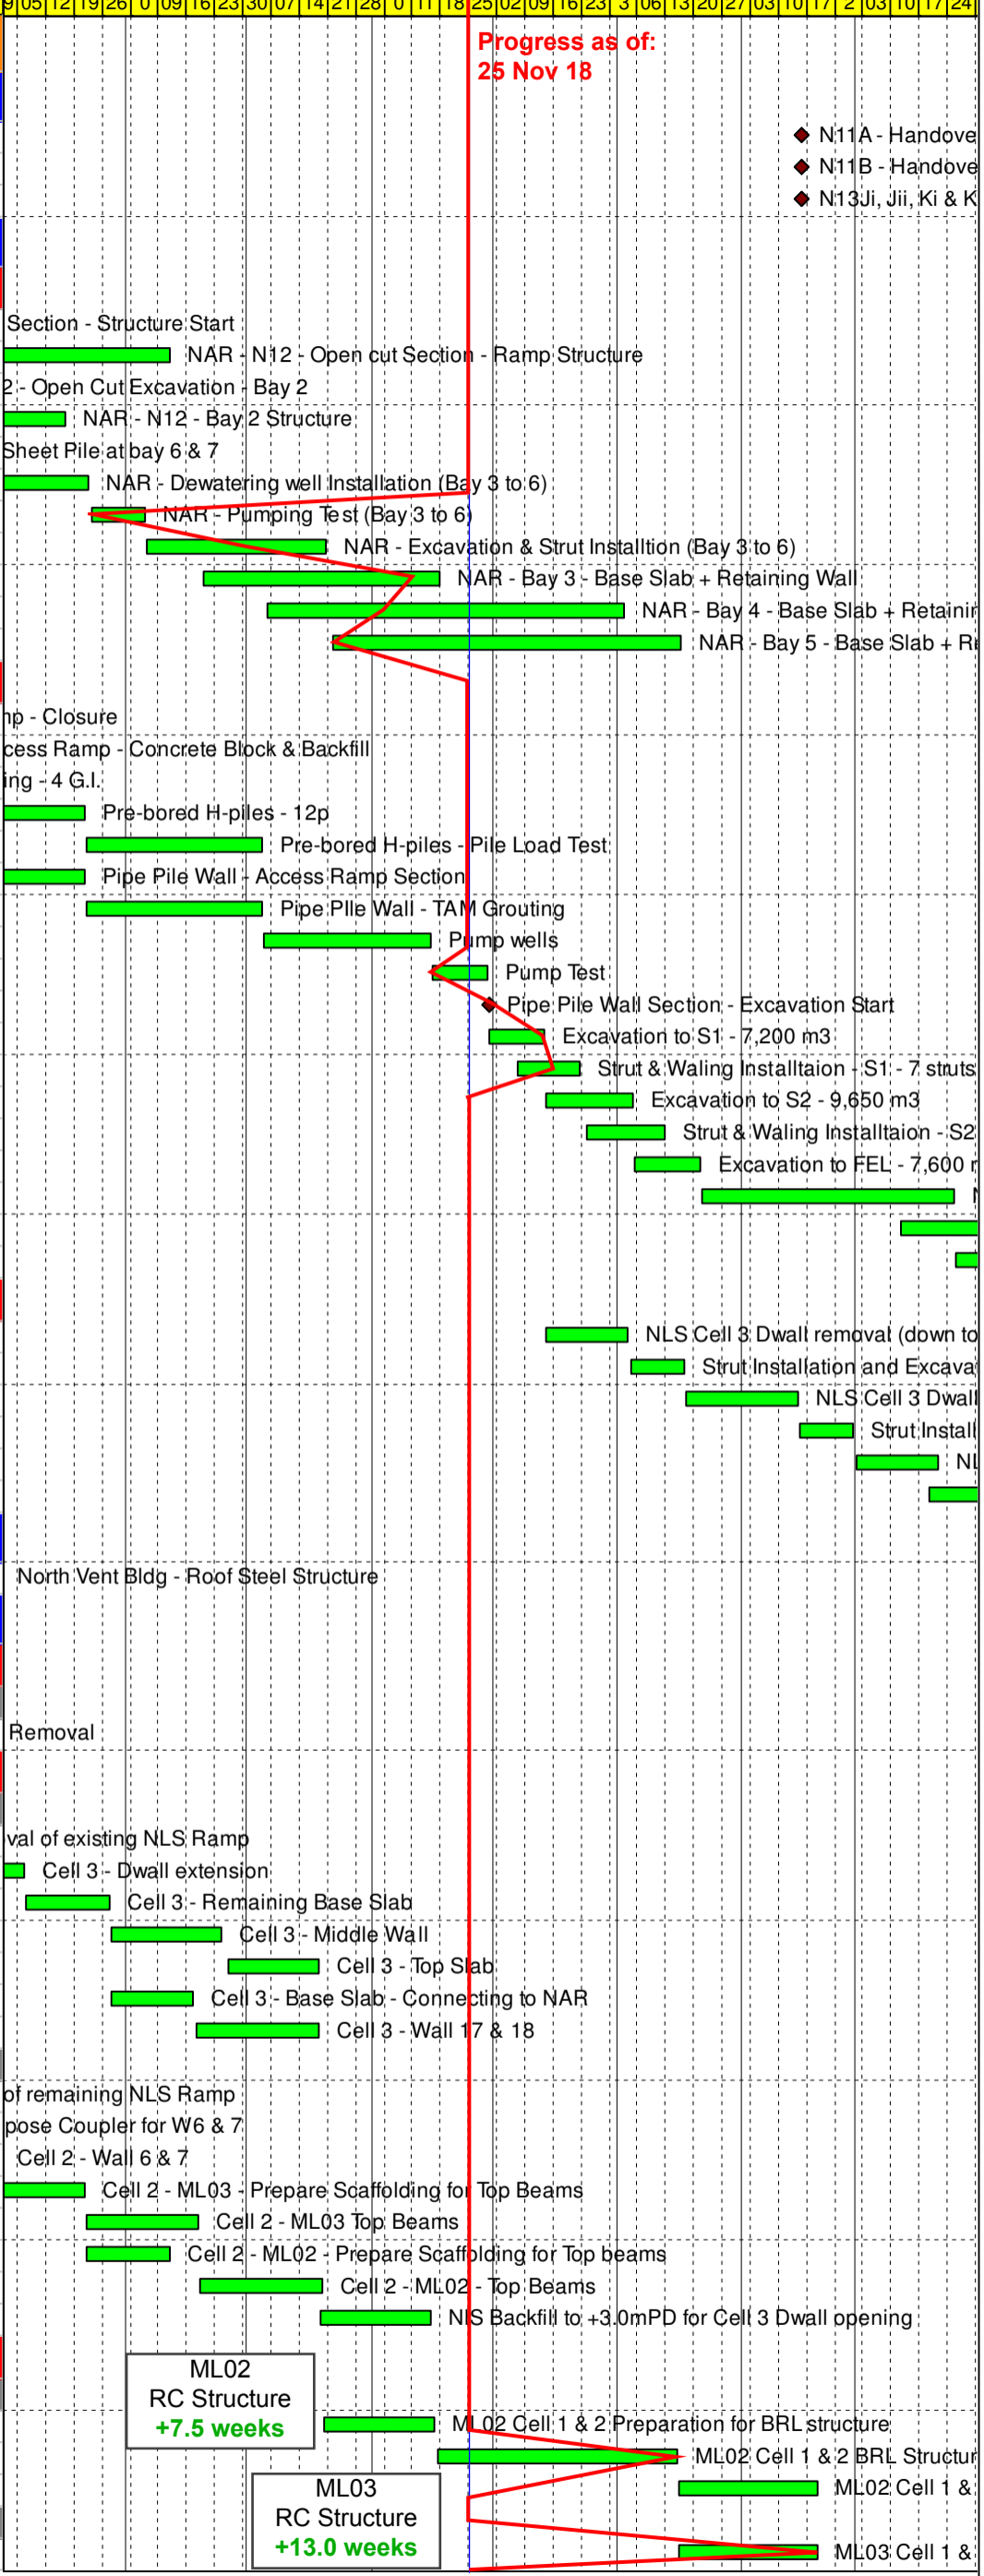 9 05 12 19 26 0 09 16 23 30 07 14 21 28 0 11 18 25 02 09 16 23 3 06 13 20 27 03 10 17 2 03 10 17 24
Progress as of:
25 Nov 18
N11A - Handove
N11B - Handove
N13Ji, Jii, Ki & K
Section - Structure Start
NAR - N12 - Open cut Section - Ramp Structure
2 - Open Cut Excavation - Bay 2
NAR - N12 - Bay 2 Structure
Sheet Pile at bay 6 & 7
NAR - Dewatering well Installation (Bay 3 to 6)
NAR - Pumping Test (Bay 3 to 6)
NAR - Excavation & Strut Installtion (Bay 3 to 6)
NAR - Bay 3 - Base Slab + Retaining Wall
NAR - Bay 4 - Base Slab + Retainin
NAR - Bay 5 - Base Slab + Re
mp - Closure
cess Ramp - Concrete Block & Backfill
ing - 4 G.I.
Pre-bored H-piles - 12p
Pre-bored H-piles - Pile Load Test
Pipe Pile Wall - Access Ramp Section
Pipe PIle Wall - TAM Grouting
Pump wells
Pump Test
Pipe Pile Wall Section - Excavation Start
Excavation to S1 - 7,200 m3
Strut & Waling Installtaion - S1 - 7 struts
Excavation to S2 - 9,650 m3
Strut & Waling Installtaion - S2
Excavation to FEL - 7,600 r
N
NLS Cell 3 Dwall removal (down to
Strut Installation and Excava
NLS Cell 3 Dwall
Strut Install
NL
North Vent Bldg - Roof Steel Structure
Removal
val of existing NLS Ramp
Cell 3 - Dwall extension
Cell 3 - Remaining Base Slab
Cell 3 - Middle Wall
Cell 3 - Top Slab
Cell 3 - Base Slab - Connecting to NAR
Cell 3 - Wall 17 & 18
of remaining NLS Ramp
pose Coupler for W6 & 7
Cell 2 - Wall 6 & 7
Cell 2 - ML03 - Prepare Scaffolding for Top Beams
Cell 2 - ML03 Top Beams
Cell 2 - ML02 - Prepare Scaffolding for Top beams
Cell 2 - ML02 - Top Beams
NIS Backfill to +3.0mPD for Cell 3 Dwall opening
ML02
RC Structure
+7.5 weeks
ML02 Cell 1 & 2 Preparation for BRL structure
ML02 Cell 1 & 2 BRL Structur
ML02 Cell 1 &
ML03
RC Structure
+13.0 weeks
ML03 Cell 1 &